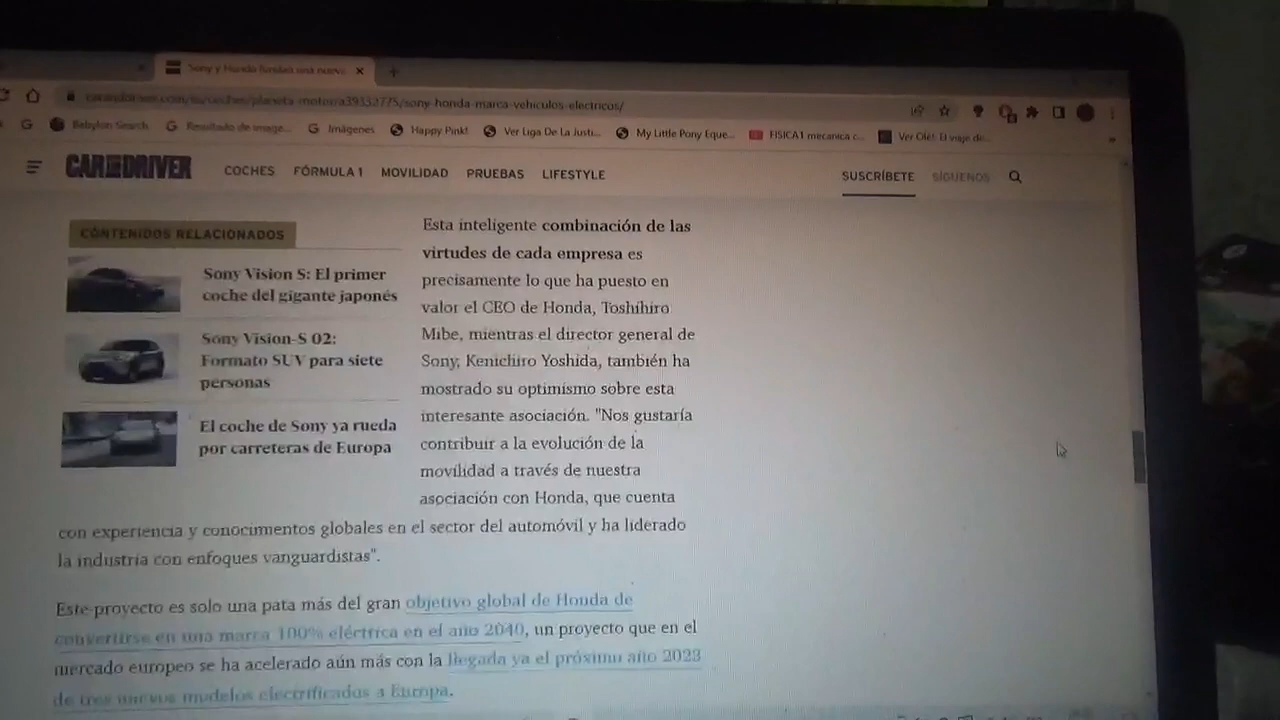 Sony y Honda fundan una nueva
sony-honda-marca-vehiculos-electricos/
G
Babylon Search
Resultado de image...
Imágenes
Happy Pink!
Ver Liga De La Justi...
My Little Pony Eque...
FISICA1 mecanica c...
Ver Olé!. El viaje de...
CAR AND DRIVER
COCHES
FÓRMULA 1
MOVILIDAD
PRUEBAS
LIFESTYLE
SUSCRÍBETE
SÍGUENOS
CONTENIDOS RELACIONADOS
Sony Vision S: El primer
coche del gigante japonés
Sony Vision-S 02:
Formato SUV para siete
personas
El coche de Sony ya rueda
por carreteras de Europa
Esta inteligente combinación de las
virtudes de cada empresa es
precisamente lo que ha puesto en
valor el CEO de Honda, Toshihiro
Mibe, mientras el director general de
Sony, Kenichiro Yoshida, también ha
mostrado su optimismo sobre esta
interesante asociación. "Nos gustaría
contribuir a la evolución de la
movilidad a través de nuestra
asociación con Honda, que cuenta
con experiencia y conocimentos globales en el sector del automóvil y ha liderado
la industria con enfoques vanguardistas".
Este proyecto es solo una pata más del gran objetivo global de Honda de
convertirse en una marca 100% eléctrica en el año 2040, un proyecto que en el
mercado europeo se ha acelerado aún más con la llegada ya el próximo año 2023
de tres nuevos modelos electrificados a Europa.